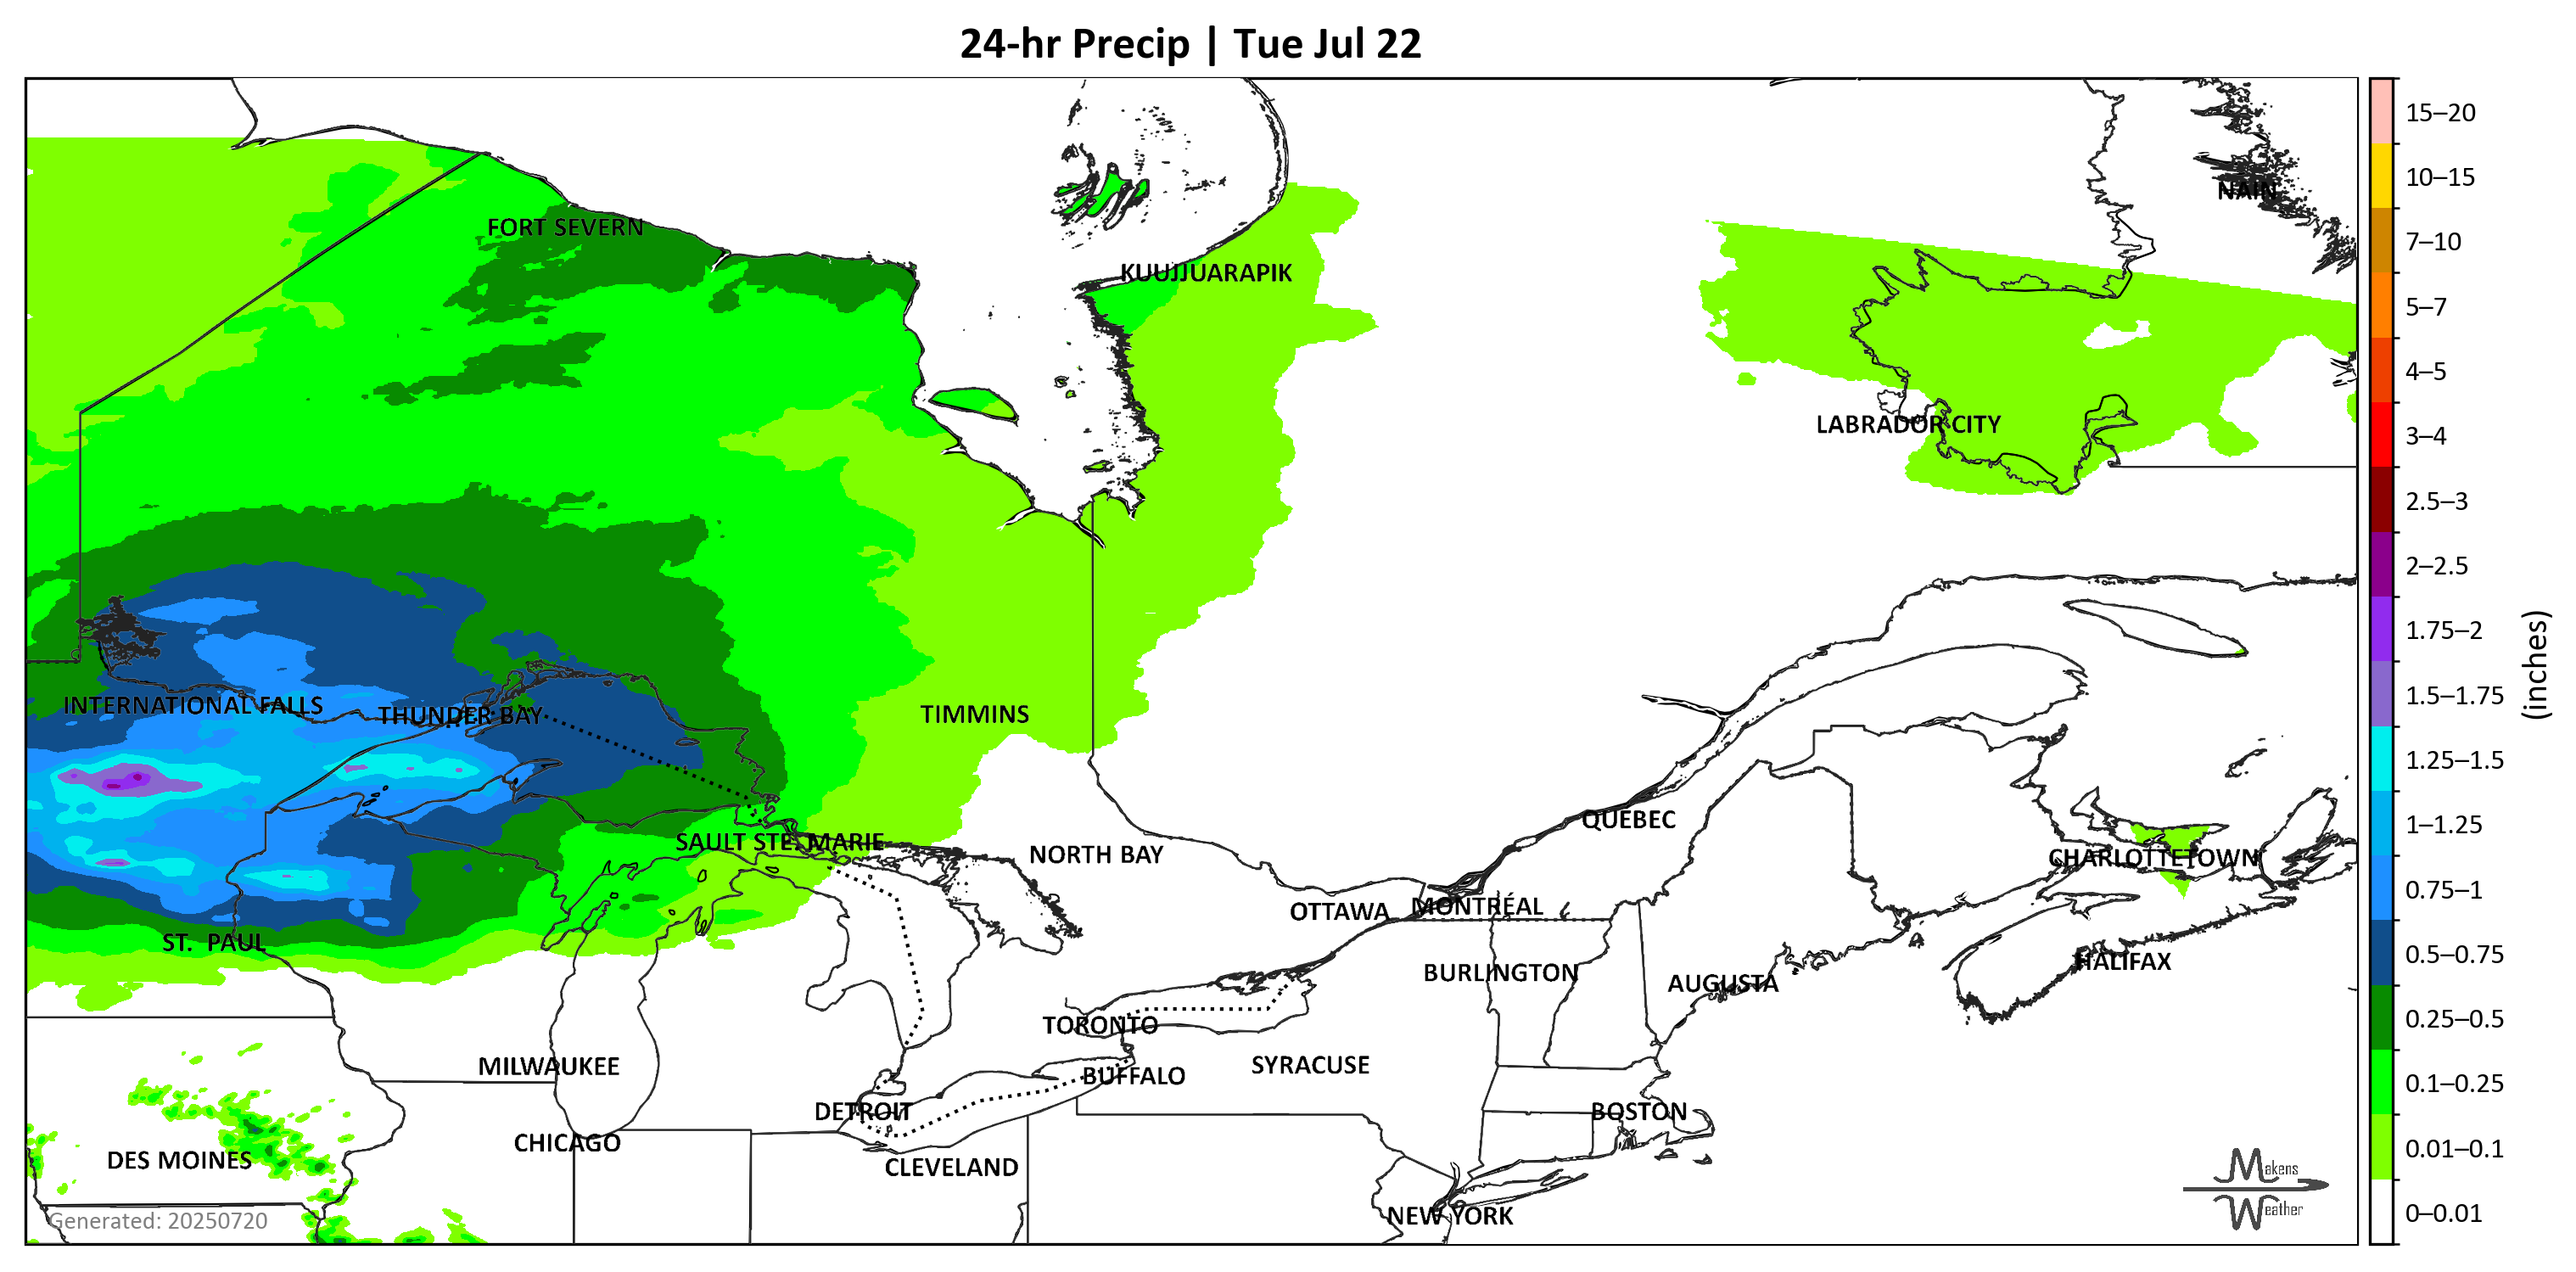 24-hr Precip | Tue Jul 22
15–20
10–15
7–10
5–7
4–5
3–4
2.5–3
2–2.5
1.75–2
1.5–1.75
1.25–1.5
1–1.25
0.75–1
0.5–0.75
0.25–0.5
0.1–0.25
0.01–0.1
0–0.01
(inches)
NAIN
FORT SEVERN
KUUJJUARAPIK
LABRADOR CITY
INTERNATIONAL FALLS
THUNDER BAY
TIMMINS
QUEBEC
SAULT STE. MARIE
NORTH BAY
CHARLOTTETOWN
OTTAWA
MONTRÉAL
ST. PAUL
HALIFAX
BURLINGTON
AUGUSTA
TORONTO
MILWAUKEE
SYRACUSE
BUFFALO
DETROIT
BOSTON
CHICAGO
DES MOINES
CLEVELAND
NEW YORK
Generated: 20250720
Makens
Weather